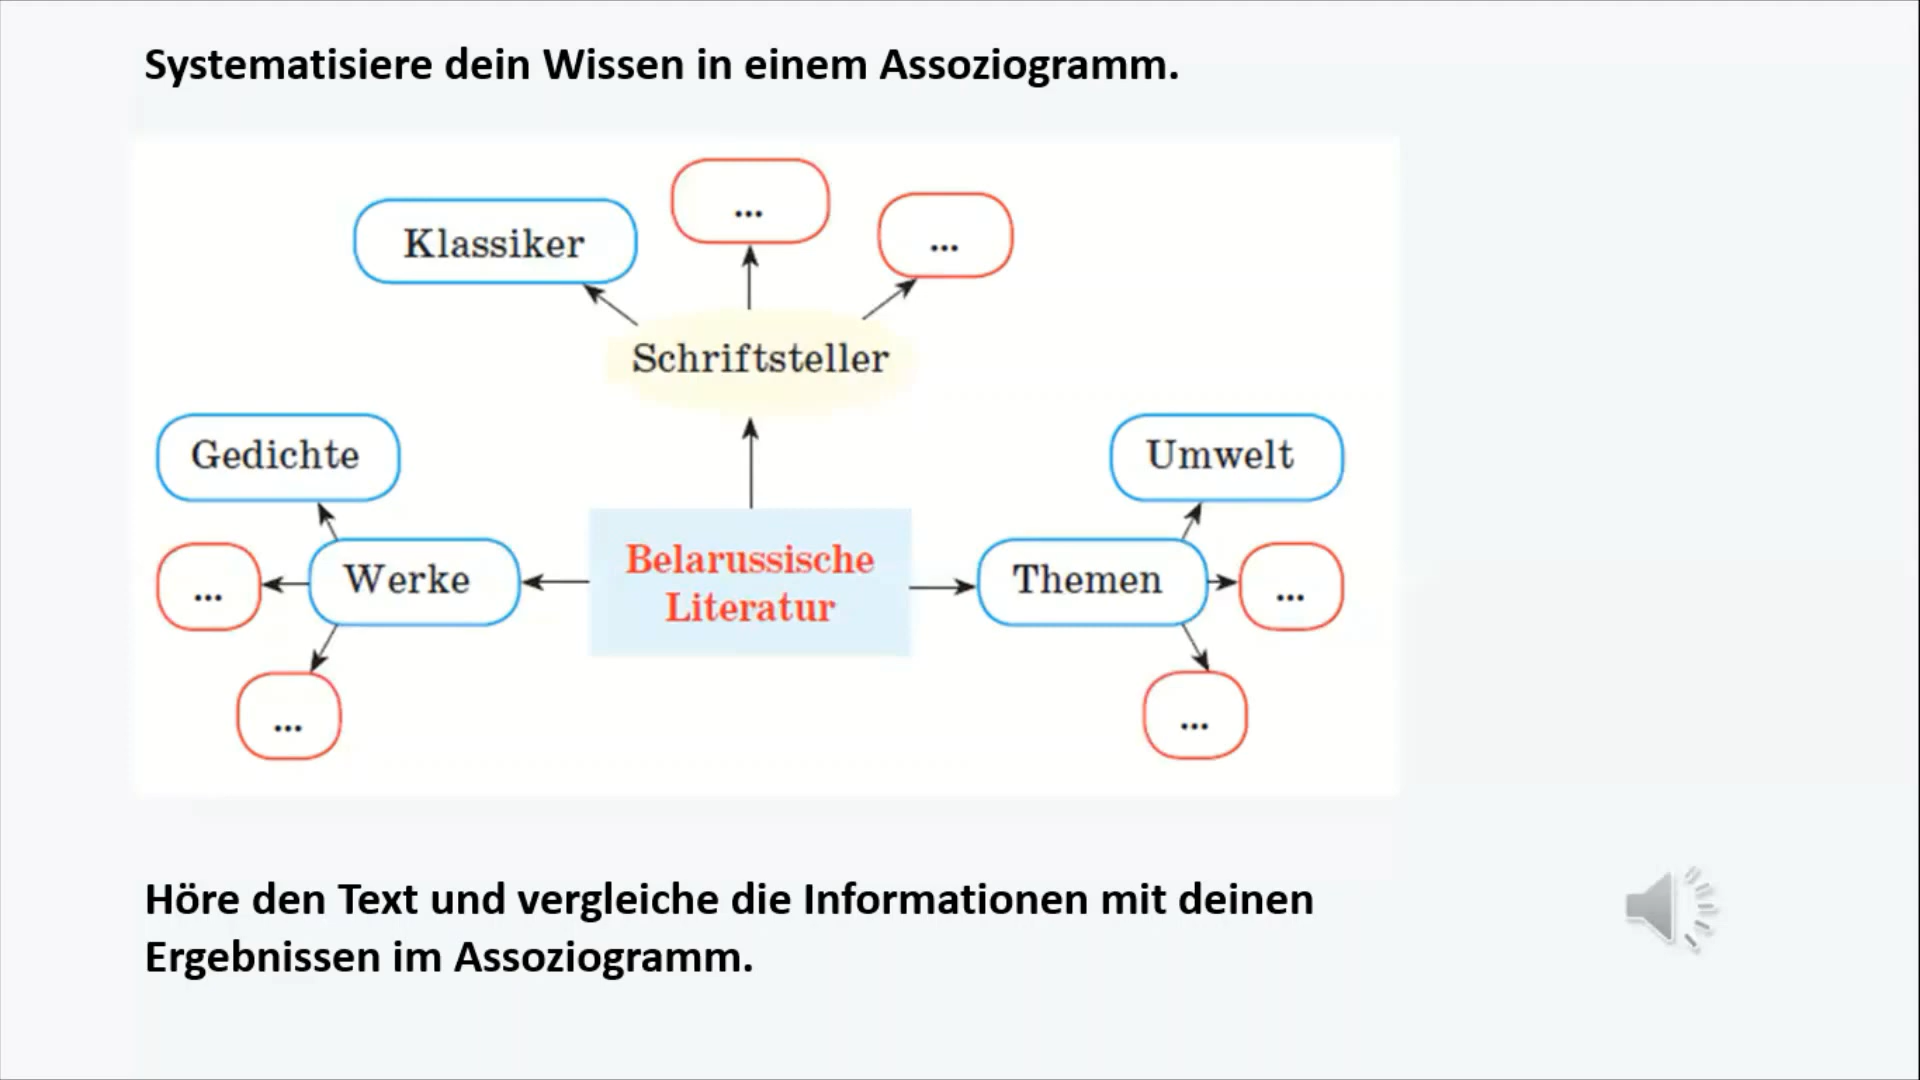 Systematisiere dein Wissen in einem Assoziogramm.
...
Klassiker
...
Schriftsteller
Gedichte
Umwelt
Belarussische
Literatur
Werke
Themen
...
...
...
...
Höre den Text und vergleiche die Informationen mit deinen
Ergebnissen im Assoziogramm.